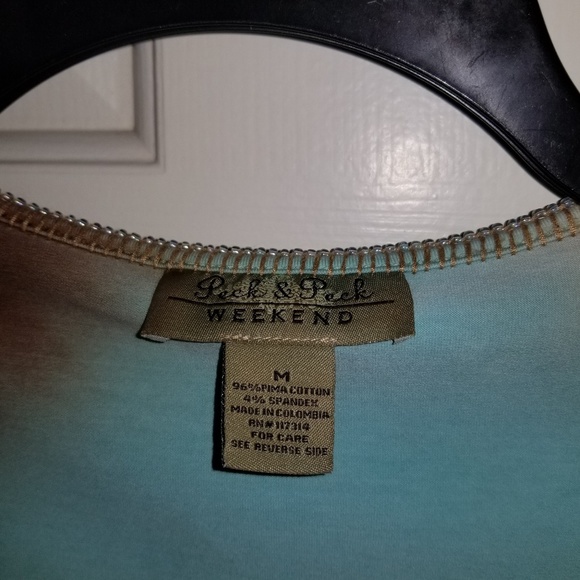 Peck & Peck
WEEKEND
M
96% PIMA COTTON
4% SPANDEX
MADE IN COLOMBIA
RN# 117314
FOR CARE
SEE REVERSE SIDE